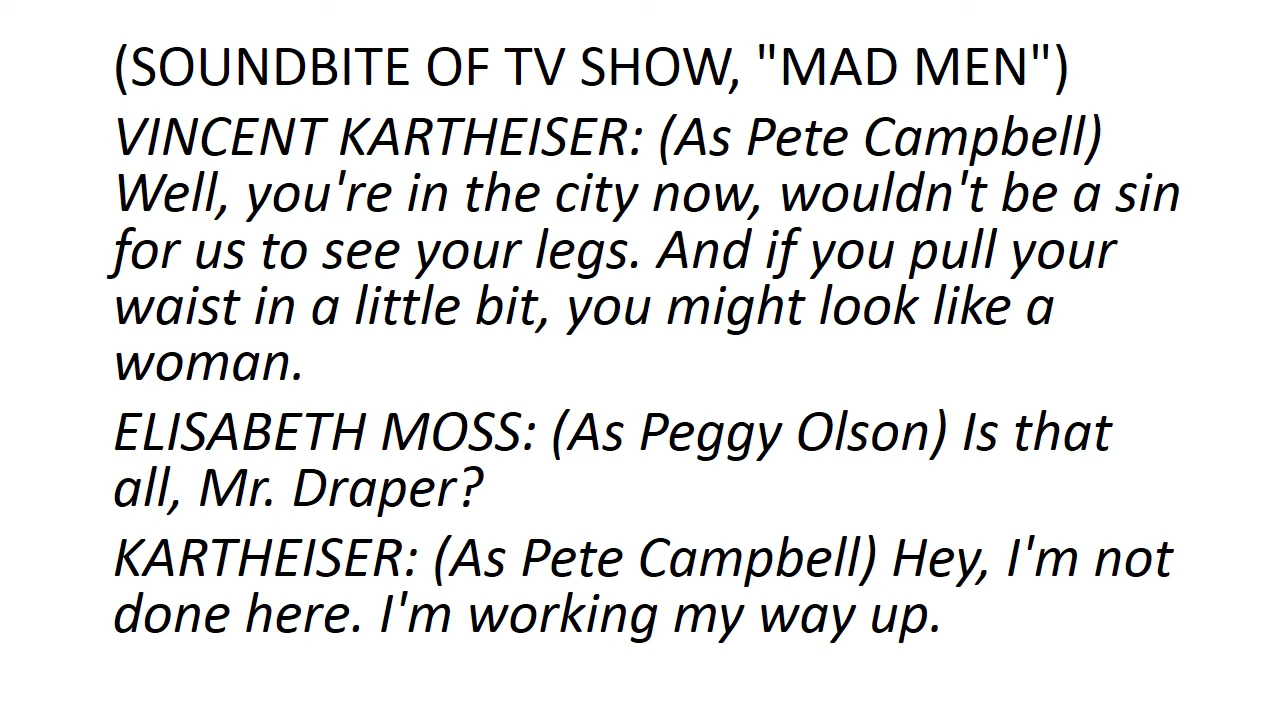 (SOUNDBITE OF TV SHOW, "MAD MEN")
VINCENT KARTHEISER: (As Pete Campbell)
Well, you're in the city now, wouldn't be a sin
for us to see your legs. And if you pull your
waist in a little bit, you might look like a
woman.
ELISABETH MOSS: (As Peggy Olson) Is that
all, Mr. Draper?
KARTHEISER: (As Pete Campbell) Hey, I'm not
done here. I'm working my way up.